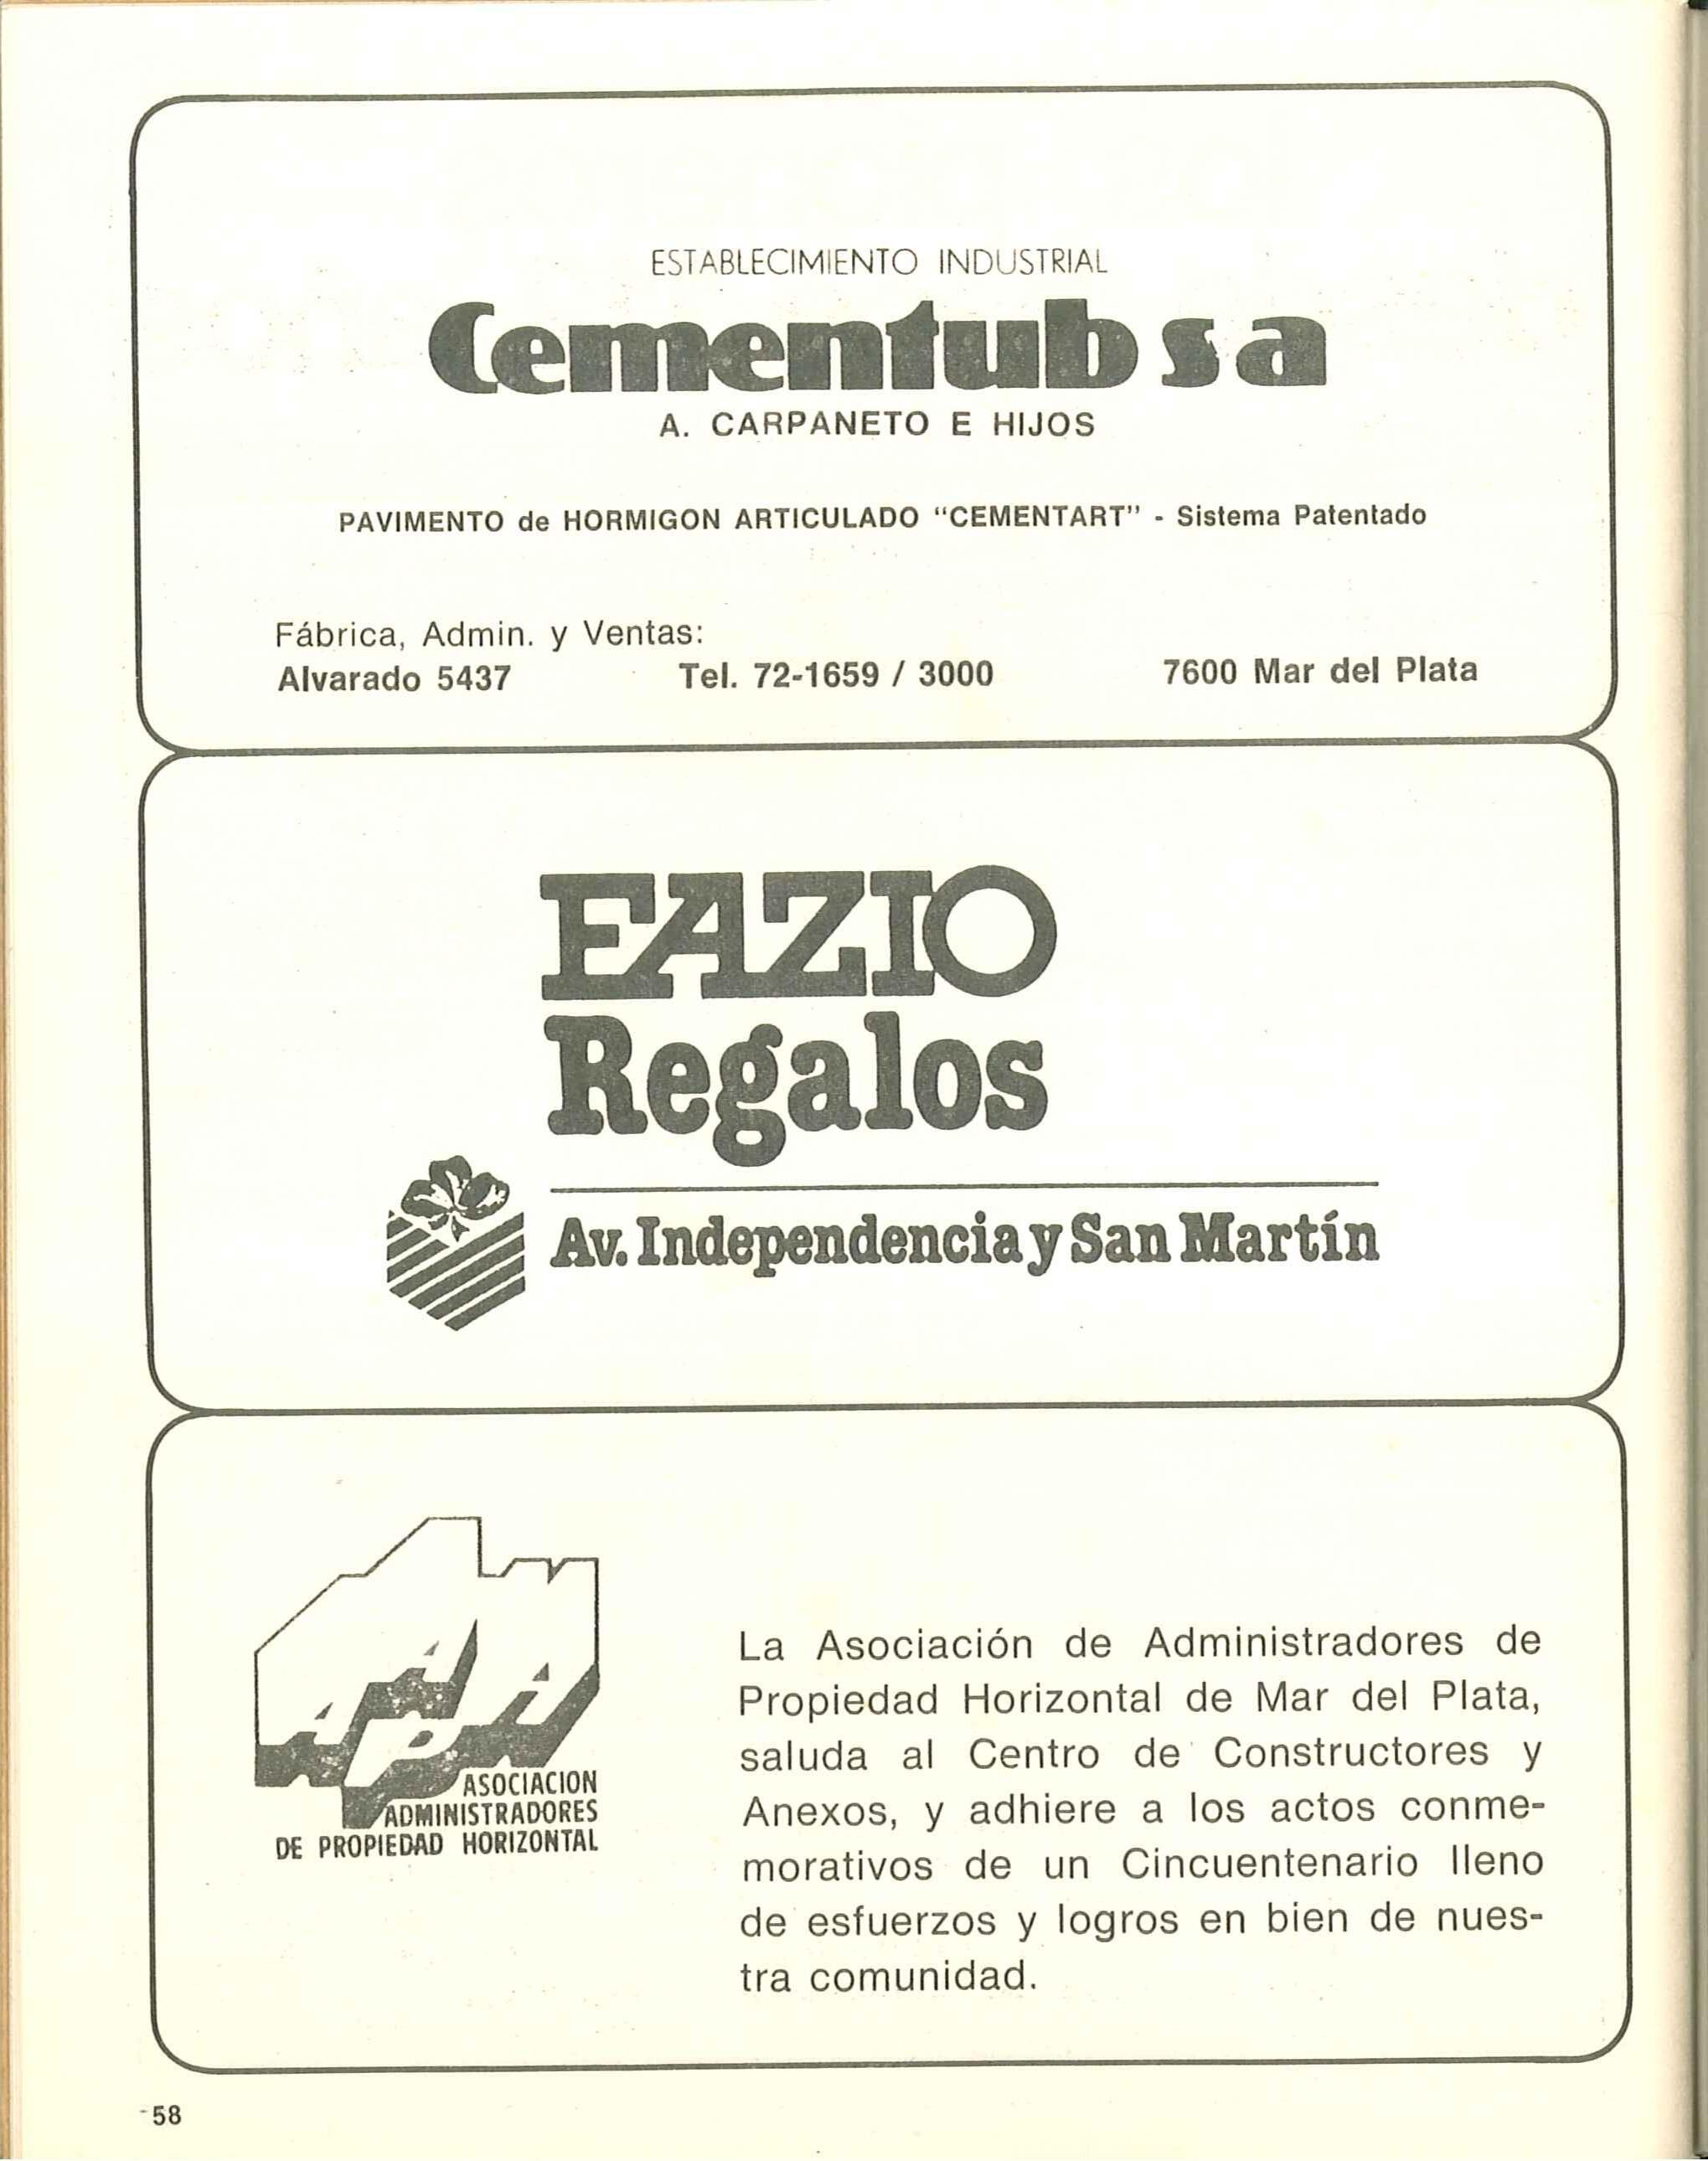 ESTABLECIMIENTO INDUSTRIAL
Cementub sa
A. CARPANETO E HIJOS
PAVIMENTO de HORMIGON ARTICULADO "CEMENTART" - Sistema Patentado
Fábrica, Admin. y Ventas:
Alvarado 5437 Tel. 72-1659 / 3000 7600 Mar del Plata
FAZIO
Regalos
Av. Independencia y San Martín
AAPH
ASOCIACION
ADMINISTRADORES
DE PROPIEDAD HORIZONTAL
La Asociación de Administradores de
Propiedad Horizontal de Mar del Plata,
saluda al Centro de Constructores y
Anexos, y adhiere a los actos conme-
morativos de un Cincuentenario lleno
de esfuerzos y logros en bien de nues-
tra comunidad.
58